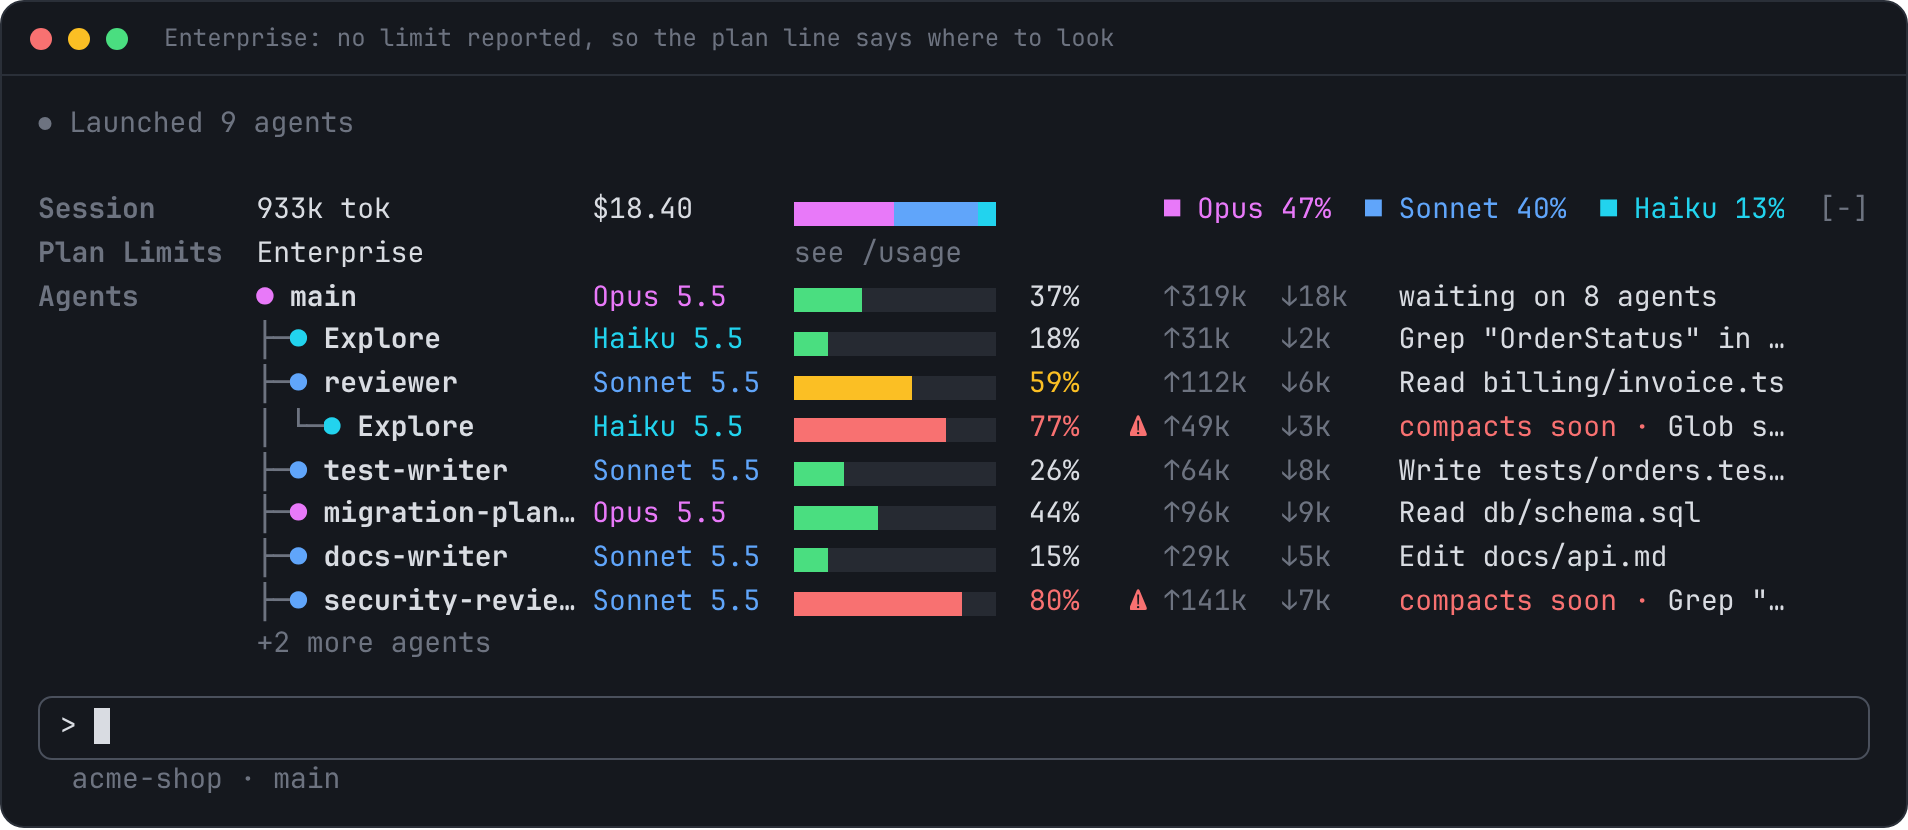 Enterprise: no limit reported, so the plan line says where to look
● Launched 9 agents
Session 933k tok $18.40 ■ Opus 47% ■ Sonnet 40% ■ Haiku 13% [-]
Plan Limits Enterprise see /usage
Agents ● main Opus 5.5 37% ↑319k ↓18k waiting on 8 agents
├─● Explore Haiku 5.5 18% ↑31k ↓2k Grep "OrderStatus" in …
├─● reviewer Sonnet 5.5 59% ↑112k ↓6k Read billing/invoice.ts
│ └─● Explore Haiku 5.5 77% ⚠ ↑49k ↓3k compacts soon · Glob s…
├─● test-writer Sonnet 5.5 26% ↑64k ↓8k Write tests/orders.tes…
├─● migration-plan… Opus 5.5 44% ↑96k ↓9k Read db/schema.sql
├─● docs-writer Sonnet 5.5 15% ↑29k ↓5k Edit docs/api.md
├─● security-revie… Sonnet 5.5 80% ⚠ ↑141k ↓7k compacts soon · Grep "…
+2 more agents
>
acme-shop · main